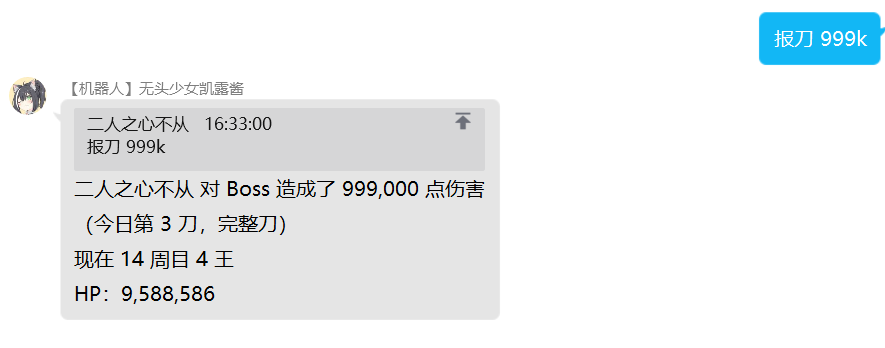 报刀 999k
【机器人】无头少女凯露酱
二人之心不从 16:33:00
报刀 999k
二人之心不从 对 Boss 造成了 999,000 点伤害
（今日第 3 刀，完整刀）
现在 14 周目 4 王
HP：9,588,586